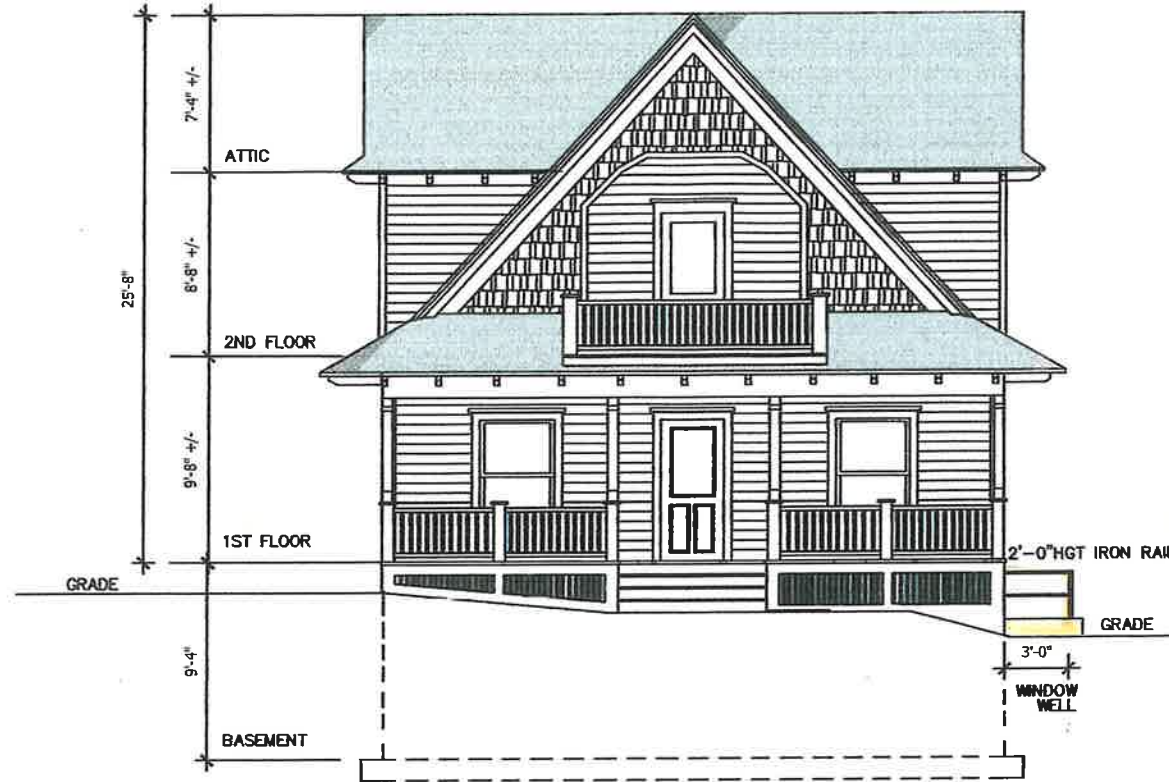 7'-4" +/-
ATTIC
8'-8" +/-
25'-8"
2ND FLOOR
9'-8" +/-
1ST FLOOR
2'-0"HGT IRON RAI
GRADE
GRADE
9'-4"
3'-0"
WINDOW
WELL
BASEMENT